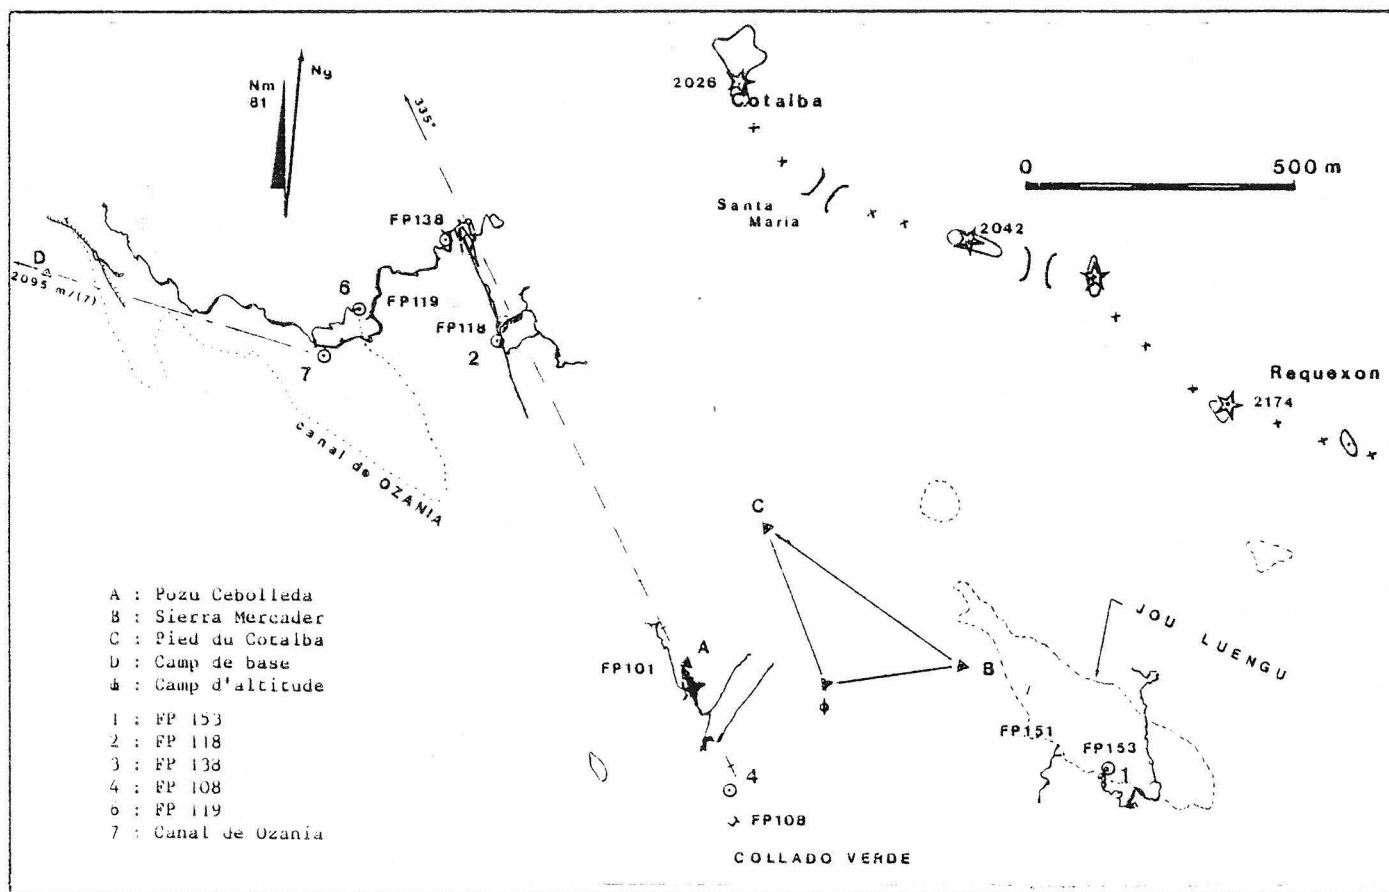 Ng
Nm
81
335°
2026
Cotalba
0 500 m
Santa
Maria
2042
FP138
D
2095 m/(7)
6
FP119
FP118
2
7
Requexon
2174
canal de OZANIA
C
A : Pozu Cebolleda
B : Sierra Mercader
C : Pied du Cotalba
D : Camp de base
: Camp d'altitude
1 : FP 153
2 : FP 118
3 : FP 138
4 : FP 108
6 : FP 119
7 : Canal de Ozania
JOU LUENGU
A
FP101
B
FP151
FP153
1
4
FP108
COLLADO VERDE